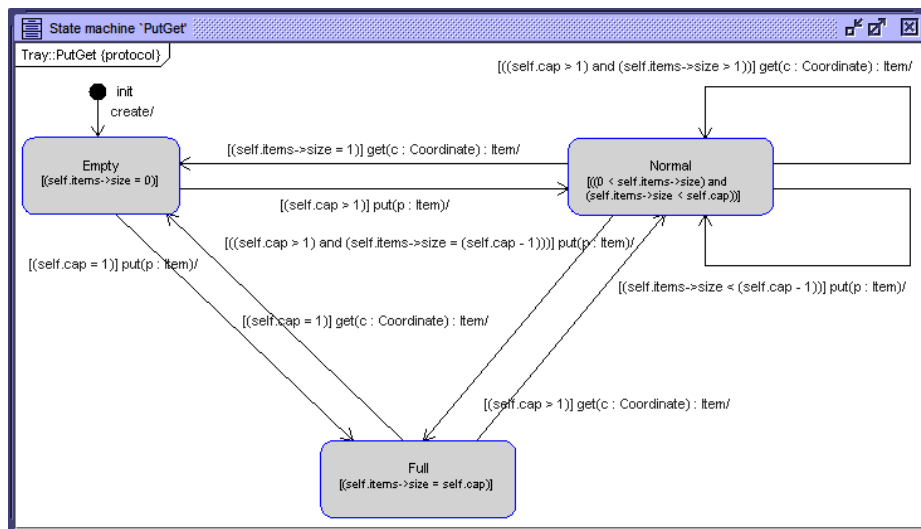 State machine `PutGet'
Tray::PutGet {protocol}
[((self.cap > 1) and (self.items->size > 1))] get(c : Coordinate) : Item/
init
create/
[(self.items->size = 1)] get(c : Coordinate) : Item/
Empty
[(self.items->size = 0)]
Normal
[((0 < self.items->size) and
(self.items->size < self.cap))]
[(self.cap > 1)] put(p : Item)/
[((self.cap > 1) and (self.items->size = (self.cap - 1)))] put(p : Item)/
[(self.cap = 1)] put(p : Item)/
[(self.items->size < (self.cap - 1))] put(p : Item)/
[(self.cap = 1)] get(c : Coordinate) : Item/
[(self.cap > 1)] get(c : Coordinate) : Item/
Full
[(self.items->size = self.cap)]